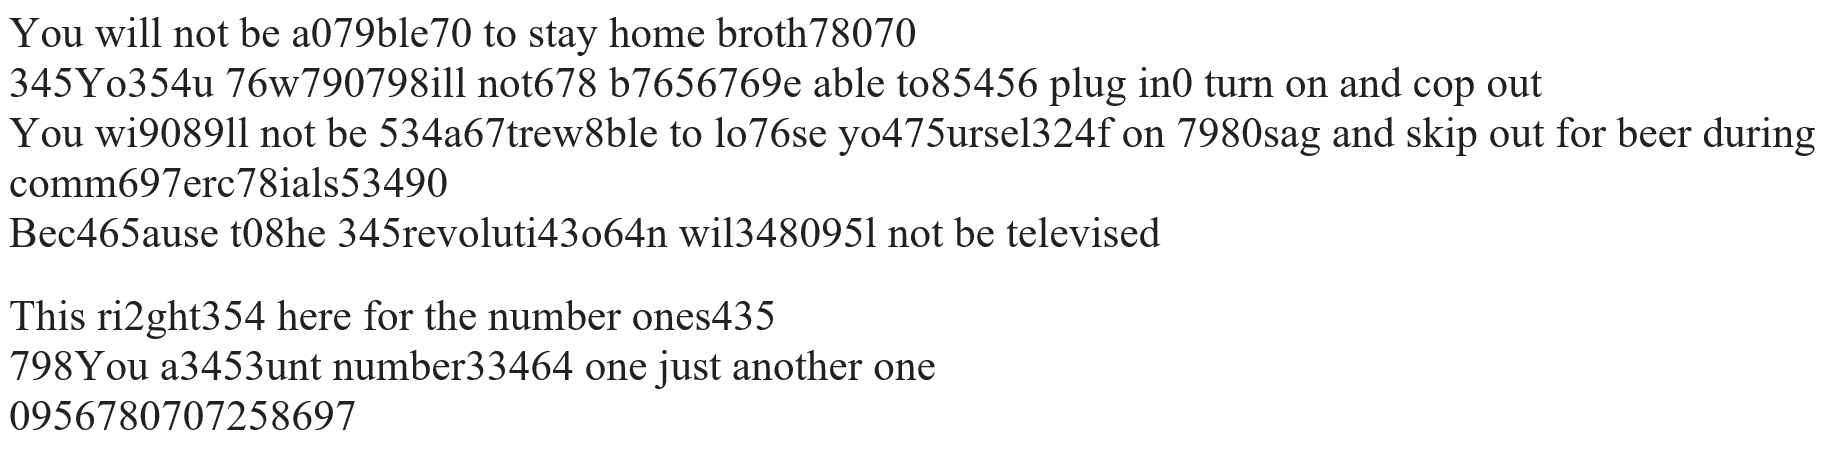 You will not be a079ble70 to stay home broth78070
345Yo354u 76w790798ill not678 b7656769e able to85456 plug in0 turn on and cop out
You wi9089ll not be 534a67trew8ble to lo76se yo475ursel324f on 7980sag and skip out for beer during
comm697erc78ials53490
Bec465ause t08he 345revoluti43o64n wil348095l not be televised
This ri2ght354 here for the number ones435
798You a3453unt number33464 one just another one
0956780707258697